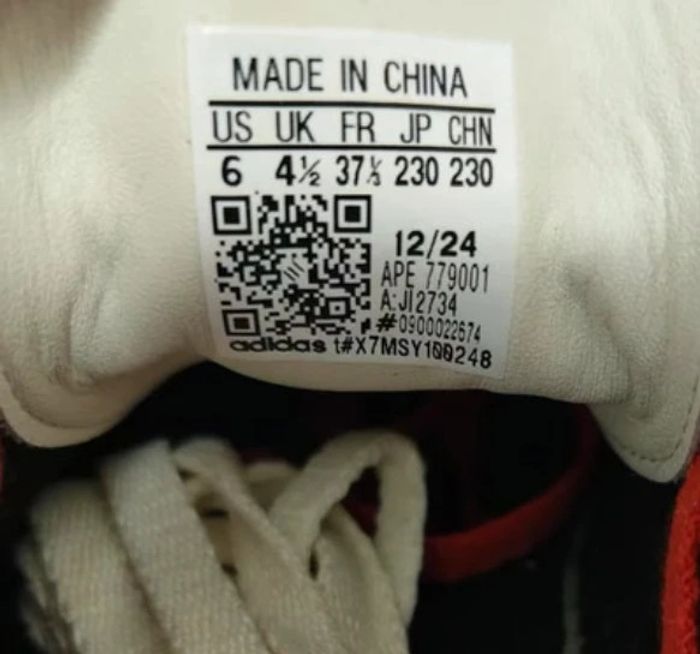 MADE IN CHINA
US UK FR JP CHN
6 4½ 37⅓ 230 230
12/24
APE 779001
A:JI2734
#0900022674
adidas t#X7MSY100248